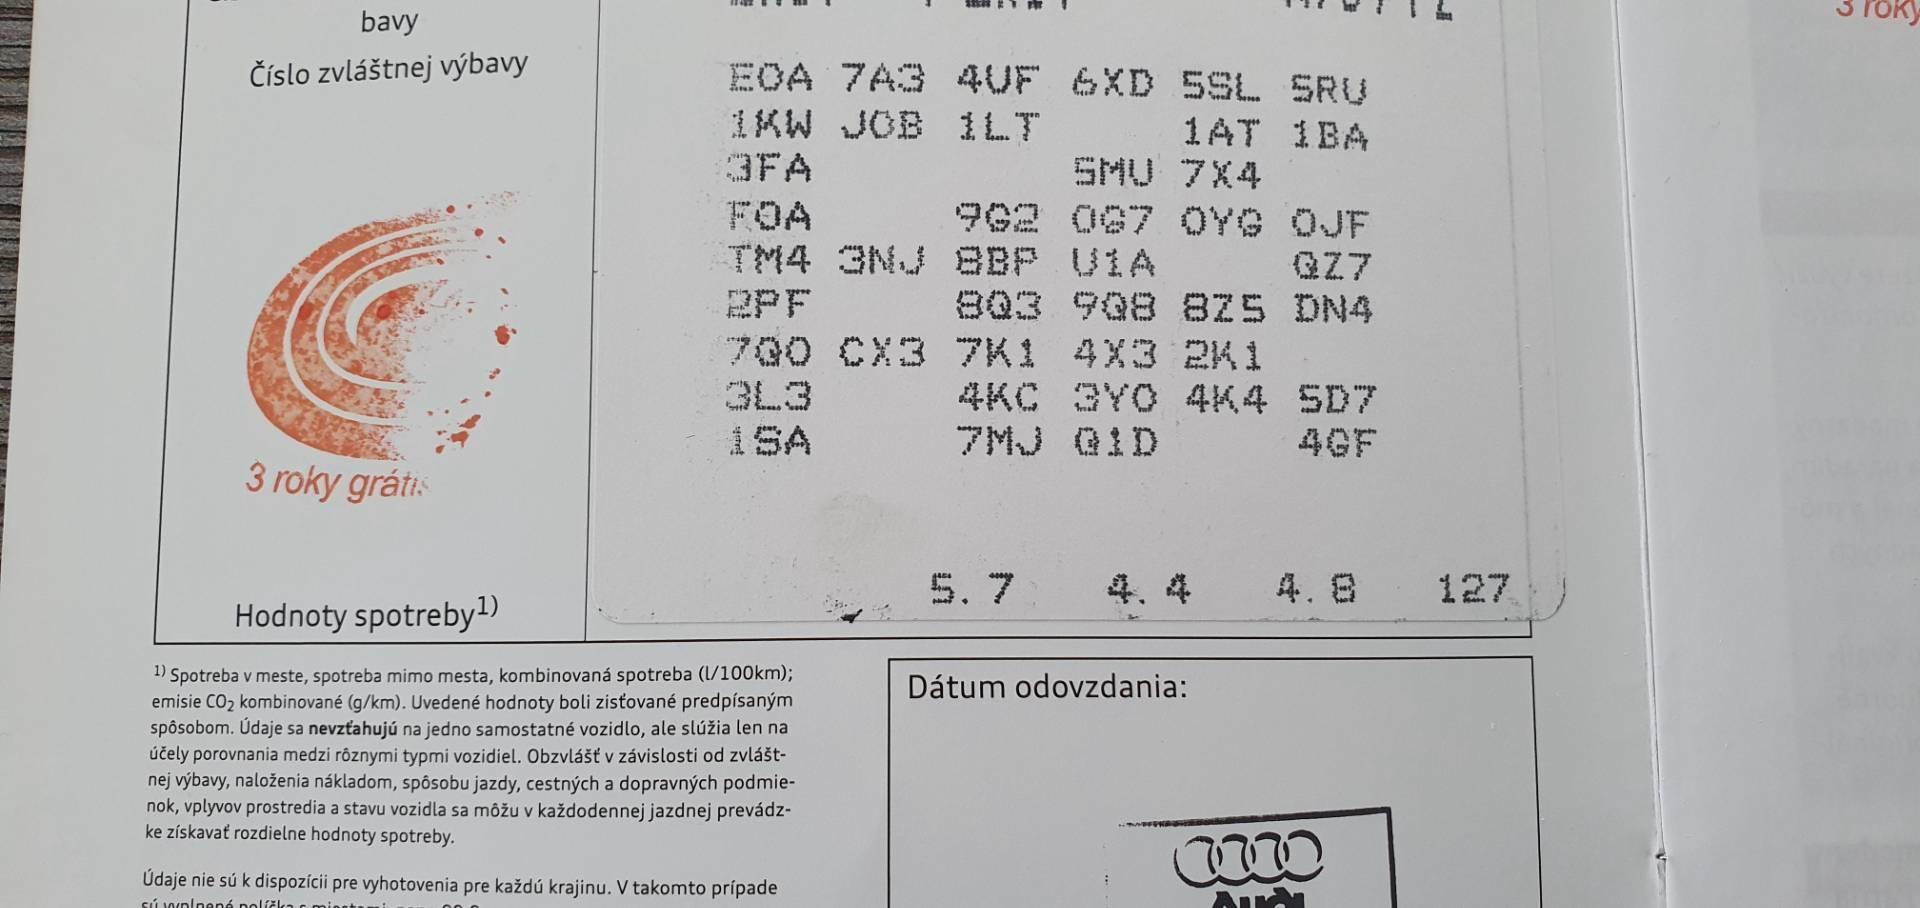 bavy
Číslo zvláštnej výbavy
EOA 7A3 4UF 6XD 5SL 5RU
1KW JOB 1LT 1AT 1BA
3FA 5MU 7X4
FOA 9G2 0G7 0YG 0JF
TM4 3NJ 8BP U1A QZ7
2PF 8Q3 9Q8 8Z5 DN4
7Q0 CX3 7K1 4X3 2K1
3L3 4KC 3Y0 4K4 5D7
1SA 7MJ Q1D 4GF
3 roky grátis
3 roky
Hodnoty spotreby1)
5.7 4.4 4.8 127
1) Spotreba v meste, spotreba mimo mesta, kombinovaná spotreba (l/100km);
emisie CO2 kombinované (g/km). Uvedené hodnoty boli zisťované predpísaným
spôsobom. Údaje sa nevzťahujú na jedno samostatné vozidlo, ale slúžia len na
účely porovnania medzi rôznymi typmi vozidiel. Obzvlášť v závislosti od zvlášt-
nej výbavy, naloženia nákladom, spôsobu jazdy, cestných a dopravných podmie-
nok, vplyvov prostredia a stavu vozidla sa môžu v každodennej jazdnej prevádz-
ke získavať rozdielne hodnoty spotreby.
Údaje nie sú k dispozícii pre vyhotovenia pre každú krajinu. V takomto prípade
Dátum odovzdania:
Audi